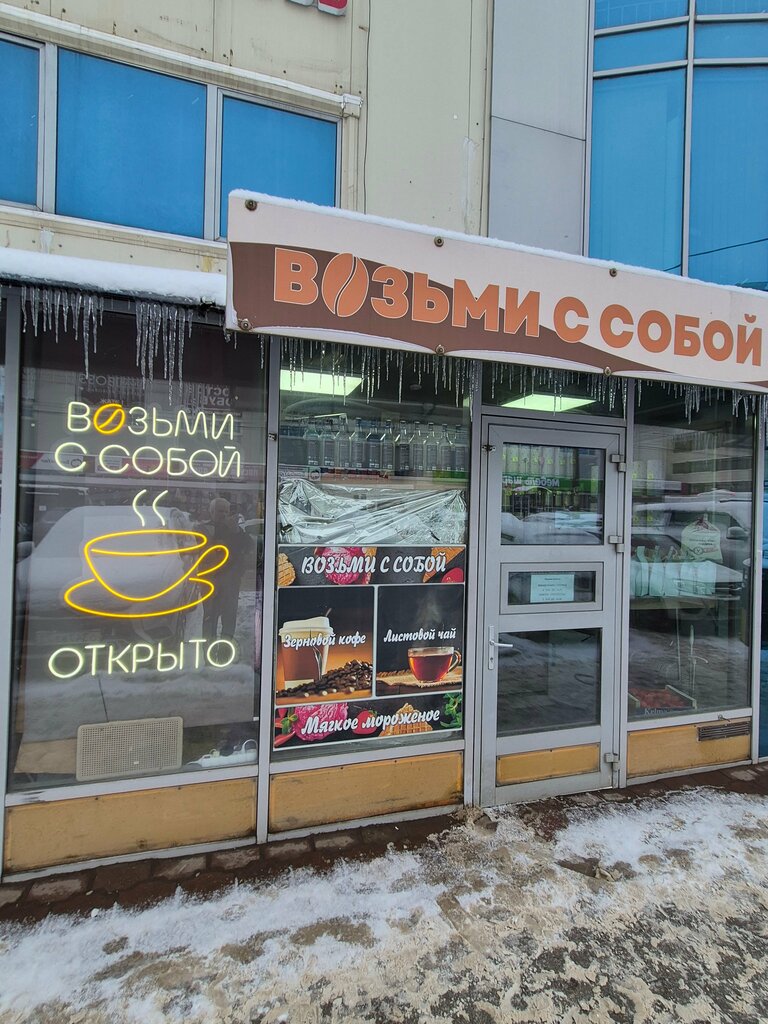 ВОЗЬМИ С СОБОЙ
ВОЗЬМИ
С СОБОЙ
ОТКРЫТО
ВОЗЬМИ С СОБОЙ
Зерновой кофе
Листовой чай
Мягкое мороженое